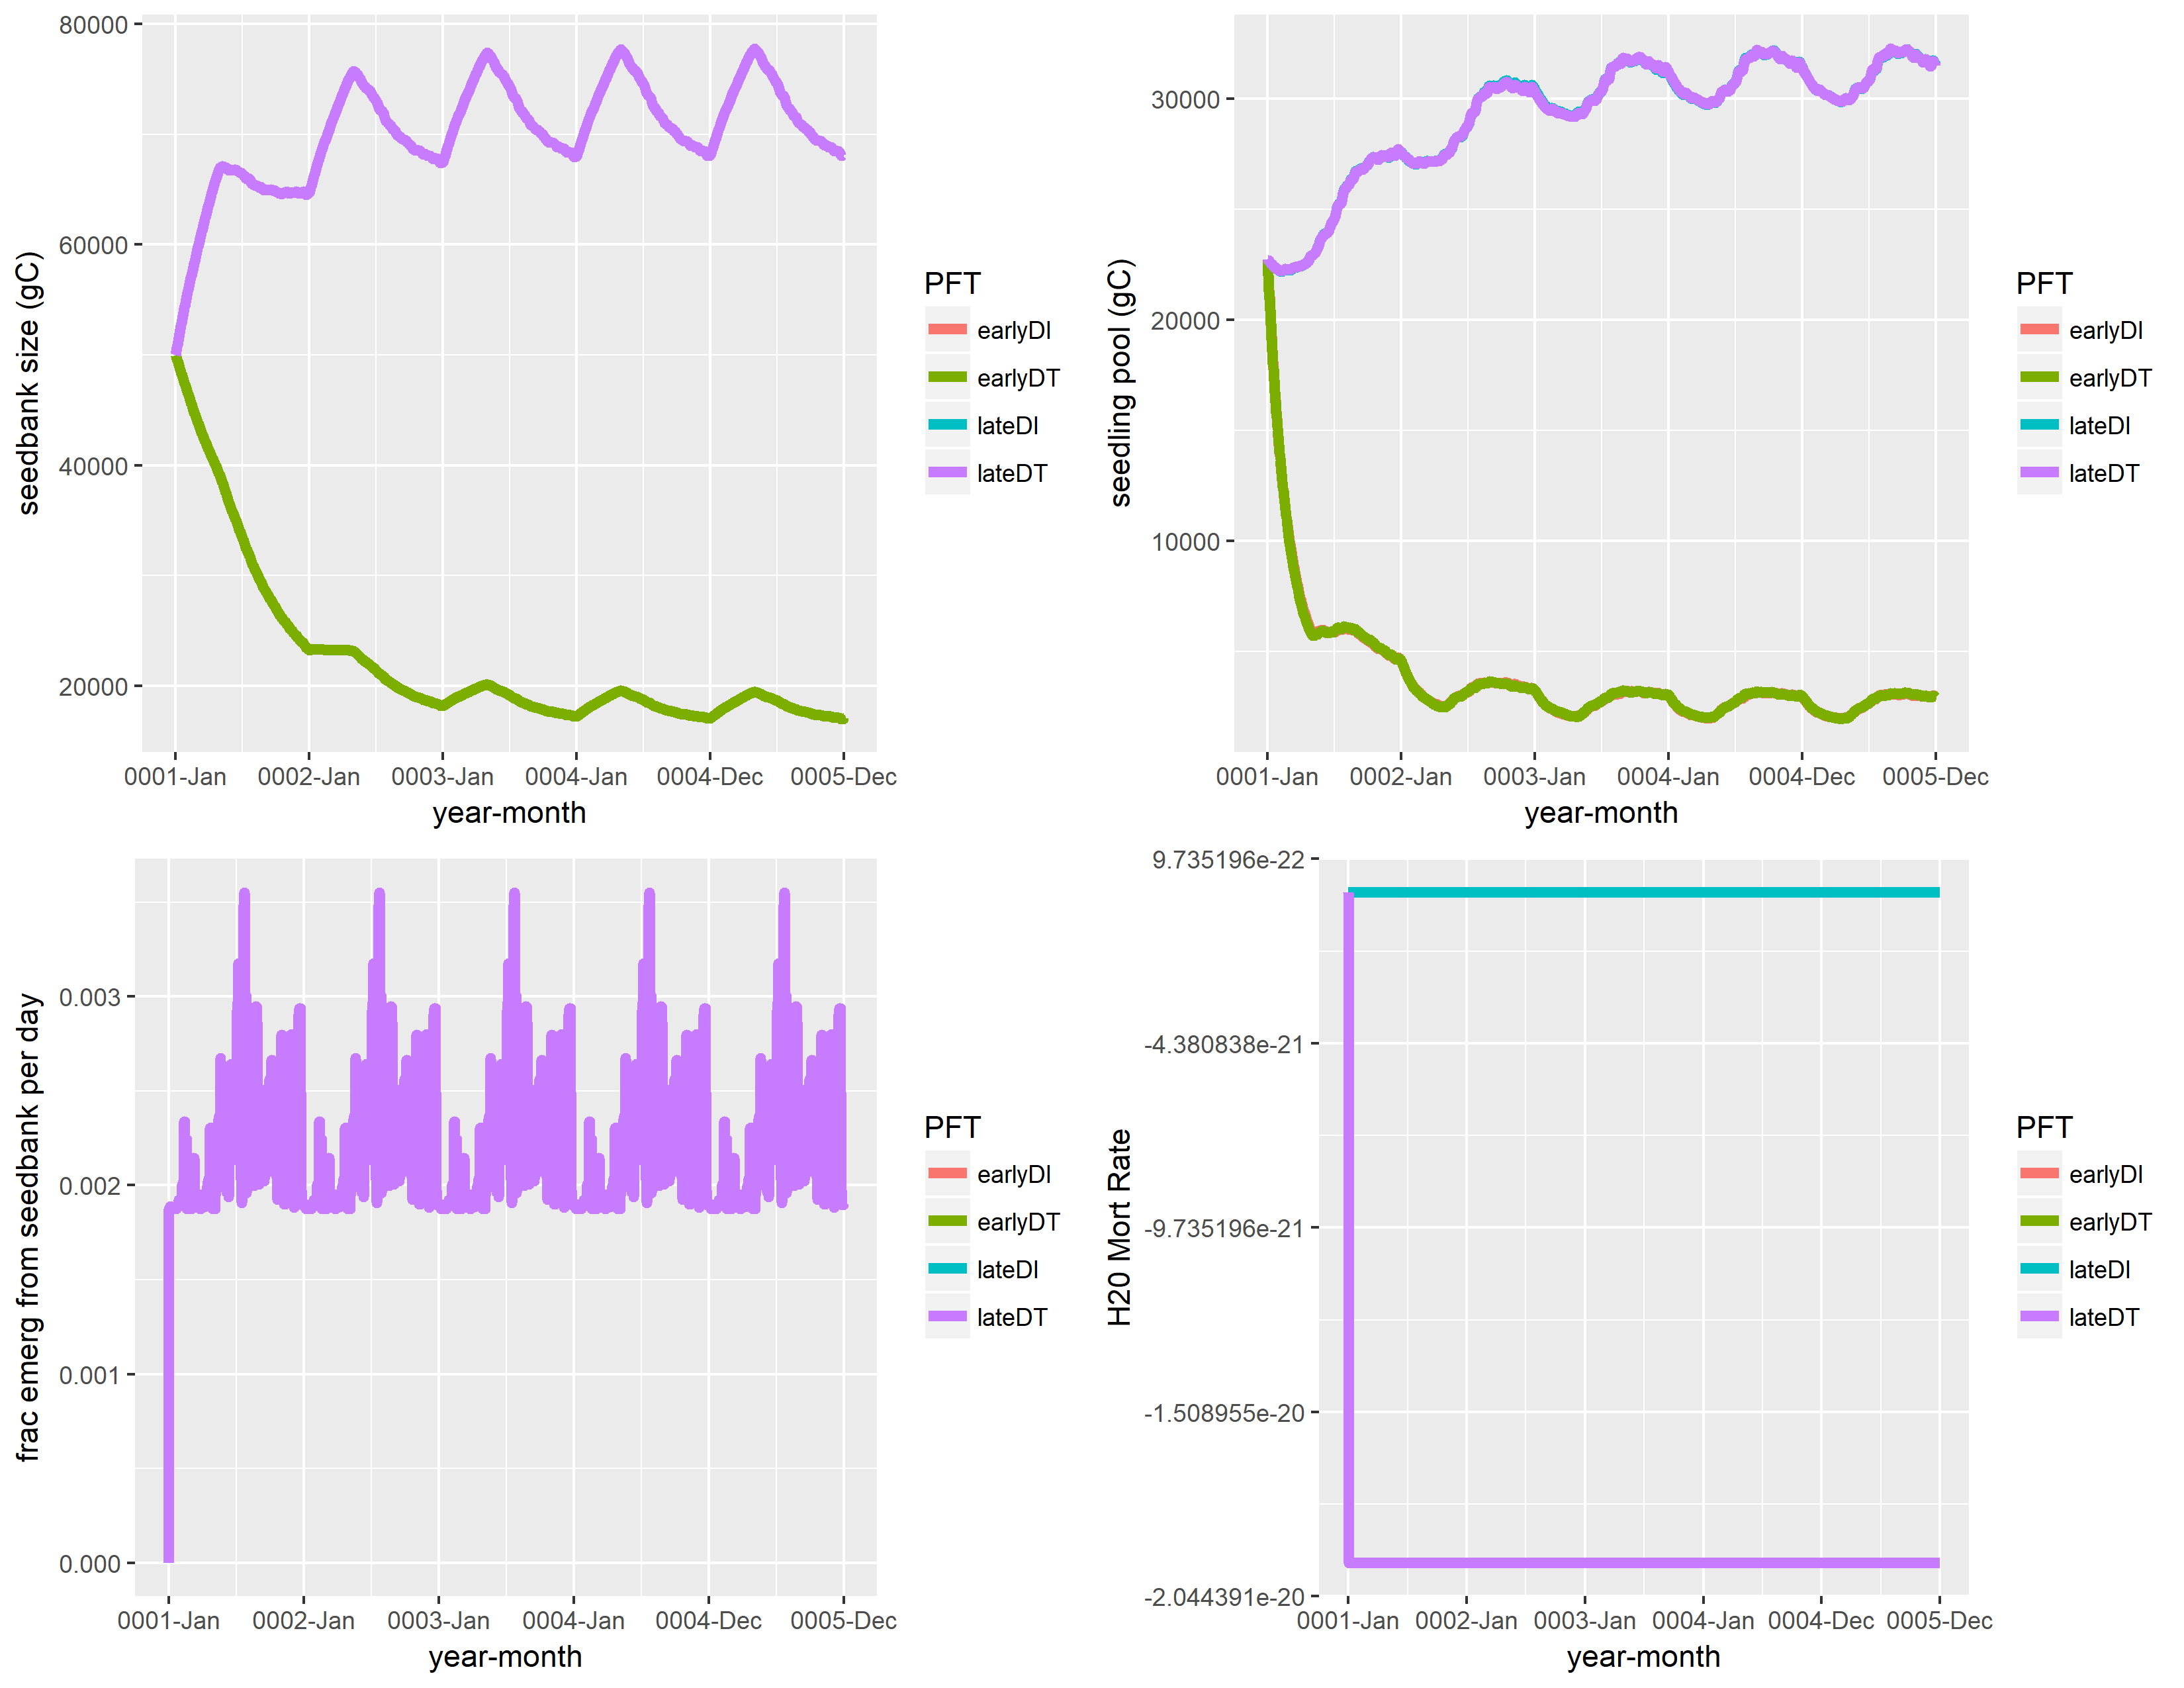 seedbank size (gC)
80000
60000
40000
20000
0001-Jan 0002-Jan 0003-Jan 0004-Jan 0004-Dec 0005-Dec
year-month
PFT
earlyDI
earlyDT
lateDI
lateDT
seedling pool (gC)
30000
20000
10000
0001-Jan 0002-Jan 0003-Jan 0004-Jan 0004-Dec 0005-Dec
year-month
PFT
earlyDI
earlyDT
lateDI
lateDT
frac emerg from seedbank per day
0.003
0.002
0.001
0.000
0001-Jan 0002-Jan 0003-Jan 0004-Jan 0004-Dec 0005-Dec
year-month
PFT
earlyDI
earlyDT
lateDI
lateDT
H20 Mort Rate
9.735196e-22
-4.380838e-21
-9.735196e-21
-1.508955e-20
-2.044391e-20
0001-Jan 0002-Jan 0003-Jan 0004-Jan 0004-Dec 0005-Dec
year-month
PFT
earlyDI
earlyDT
lateDI
lateDT